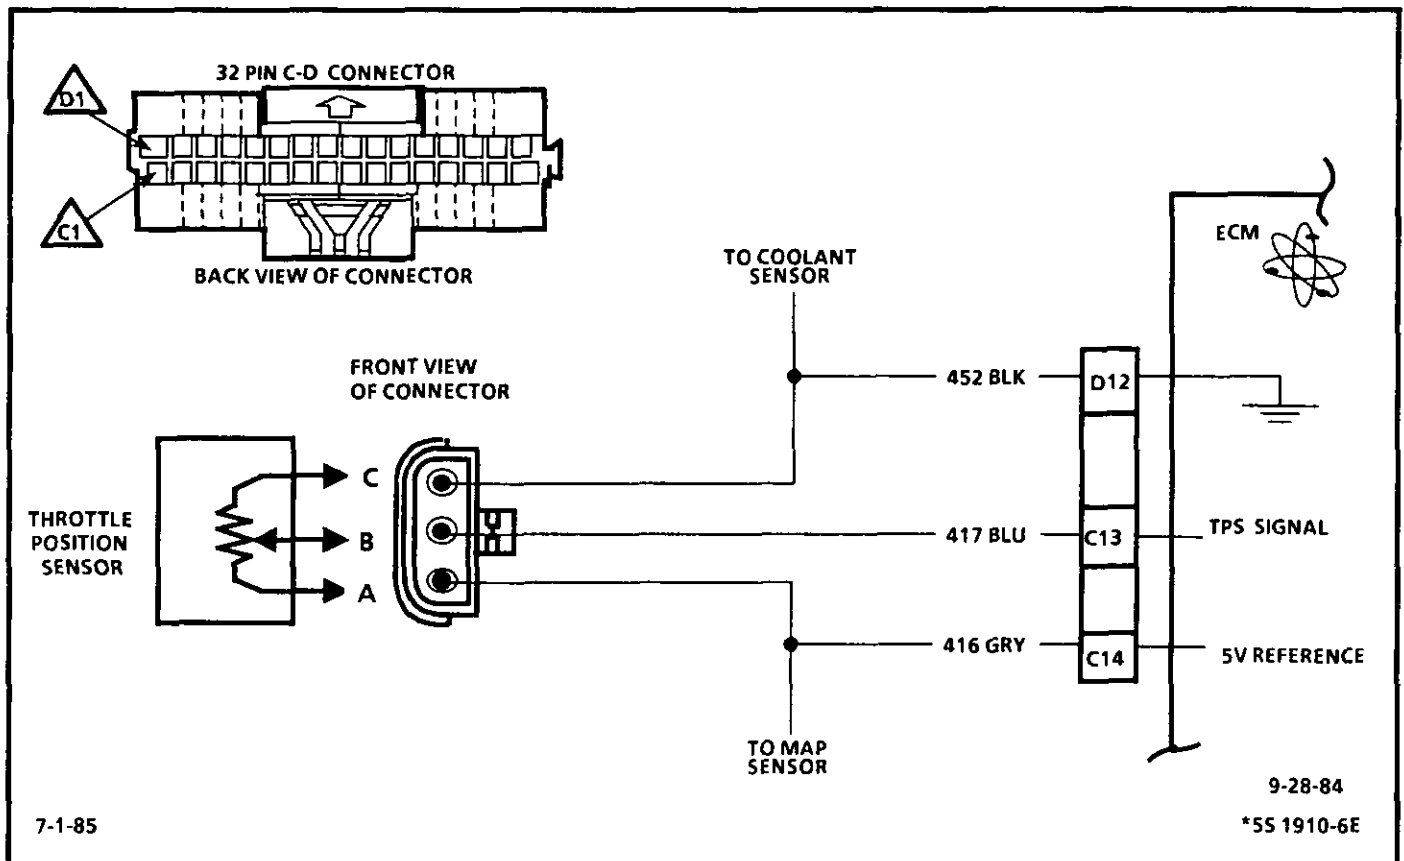 32 PIN C-D CONNECTOR
D1
C1
BACK VIEW OF CONNECTOR
ECM
TO COOLANT
SENSOR
FRONT VIEW
OF CONNECTOR
452 BLK
D12
THROTTLE
POSITION
SENSOR
C
B
A
417 BLU
C13
TPS SIGNAL
416 GRY
C14
5V REFERENCE
TO MAP
SENSOR
9-28-84
7-1-85
*5S 1910-6E